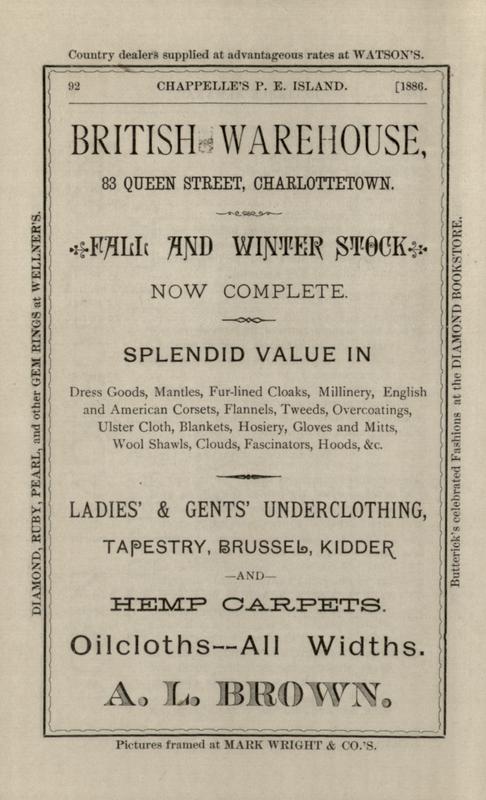 Country dealers supplied at advantageous rates at WATSON'S.
92 CHAPPELLE'S P. E. ISLAND. [1886.
BRITISH WAREHOUSE,
83 QUEEN STREET, CHARLOTTETOWN.
FALL AND WINTER STOCK
NOW COMPLETE.
SPLENDID VALUE IN
Dress Goods, Mantles, Fur-lined Cloaks, Millinery, English
and American Corsets, Flannels, Tweeds, Overcoatings,
Ulster Cloth, Blankets, Hosiery, Gloves and Mitts,
Wool Shawls, Clouds, Fascinators, Hoods, &c.
LADIES' & GENTS' UNDERCLOTHING,
TAPESTRY, BRUSSEL, KIDDER
—AND—
HEMP CARPETS.
Oilcloths--All Widths.
A. L. BROWN.
Pictures framed at MARK WRIGHT & CO.'S.
DIAMOND, RUBY, PEARL, and other GEM RINGS at WELLNER'S.
Butterick's celebrated Fashions at the DIAMOND BOOKSTORE.